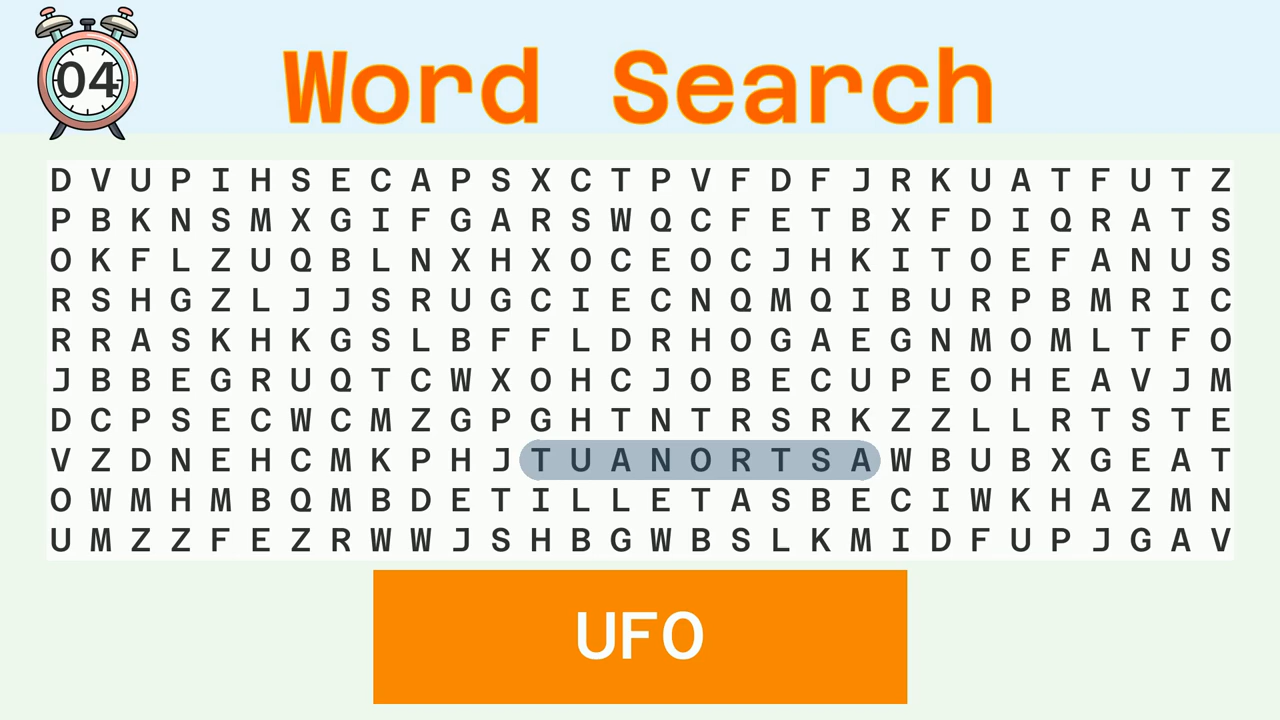 04
Word Search
D V U P I H S E C A P S X C T P V F D F J R K U A T F U T Z
P B K N S M X G I F G A R S W Q C F E T B X F D I Q R A T S
O K F L Z U Q B L N X H X O C E O C J H K I T O E F A N U S
R S H G Z L J J S R U G C I E C N Q M Q I B U R P B M R I C
R R A S K H K G S L B F F L D R H O G A E G N M O M L T F O
J B B E G R U Q T C W X O H C J O B E C U P E O H E A V J M
D C P S E C W C M Z G P G H T N T R S R K Z Z L L R T S T E
V Z D N E H C M K P H J T U A N O R T S A W B U B X G E A T
O W M H M B Q M B D E T I L L E T A S B E C I W K H A Z M N
U M Z Z F E Z R W W J S H B G W B S L K M I D F U P J G A V
UFO